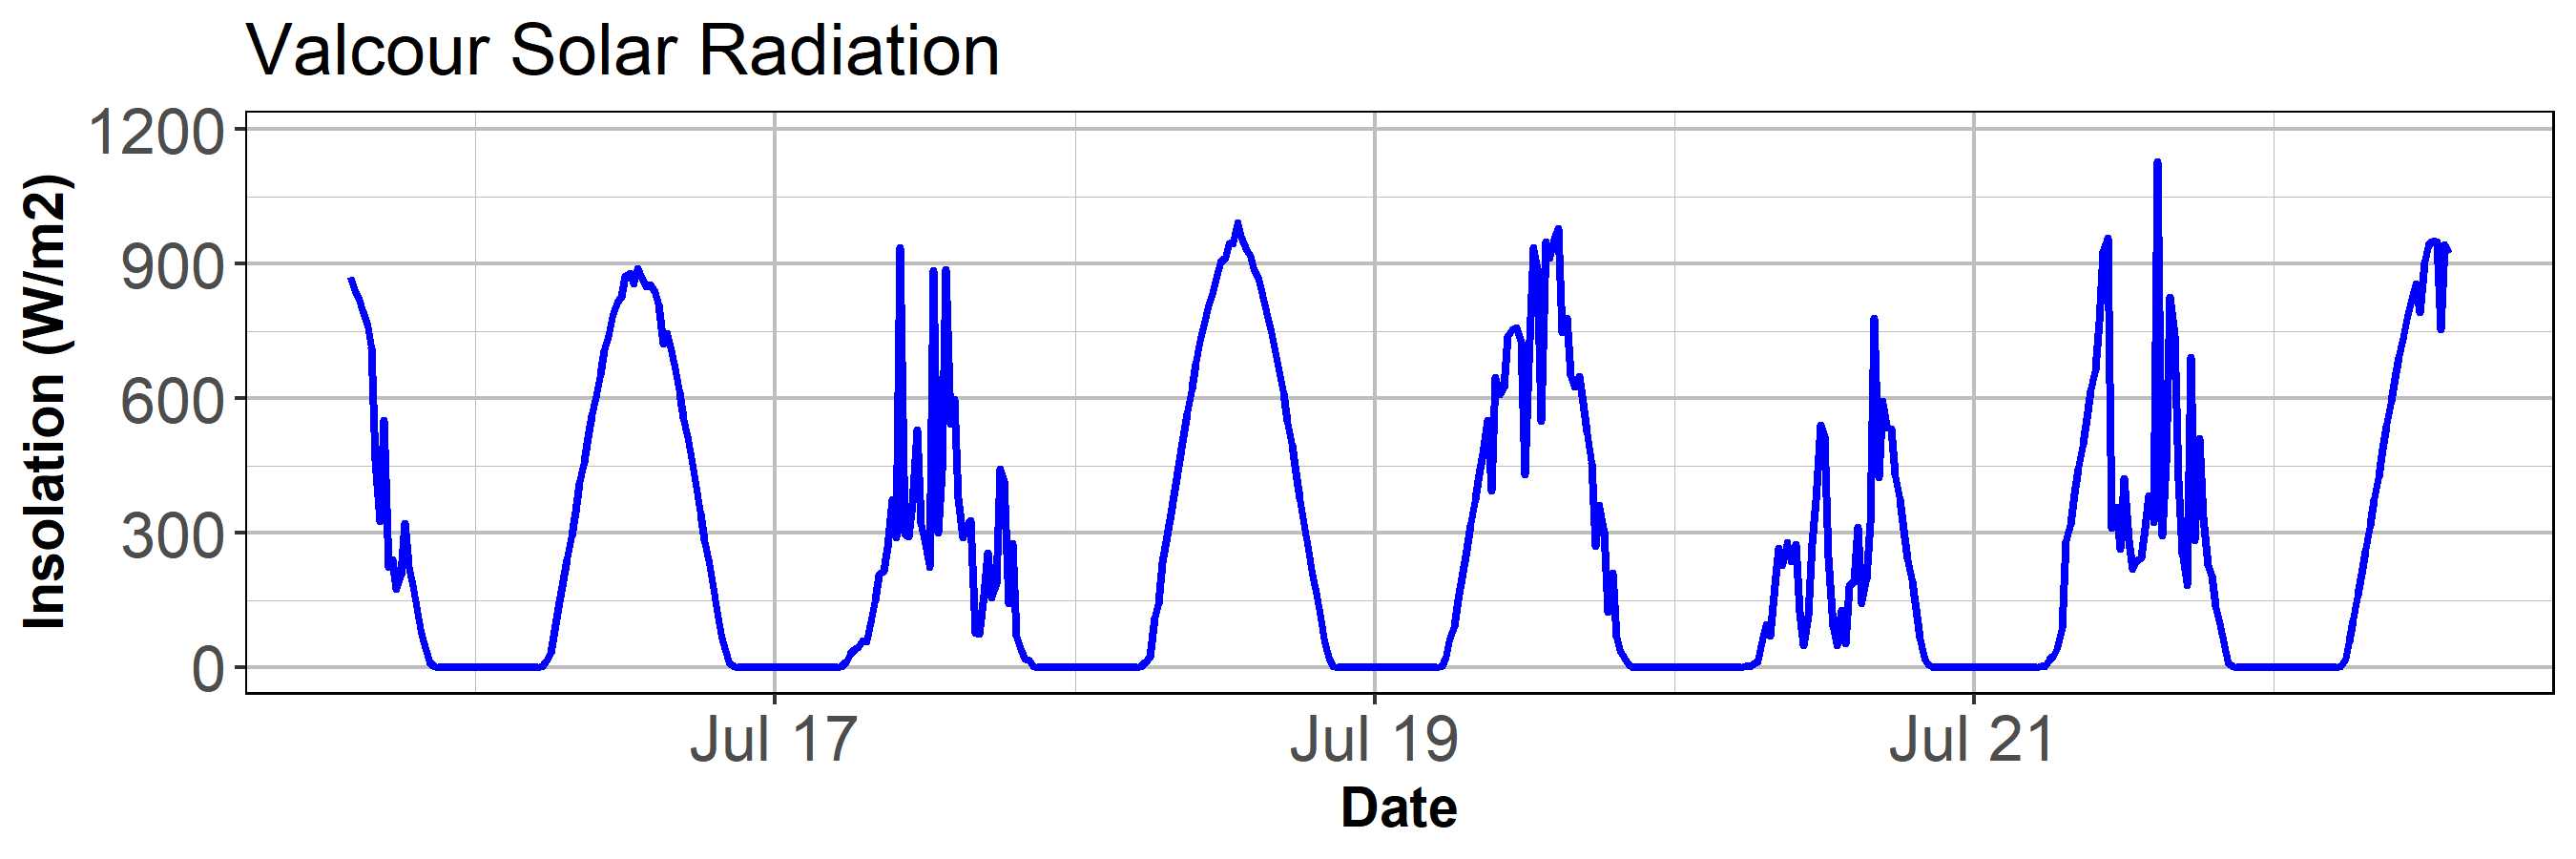 Valcour Solar Radiation
1200
900
600
300
0
Insolation (W/m2)
Jul 17
Jul 19
Jul 21
Date